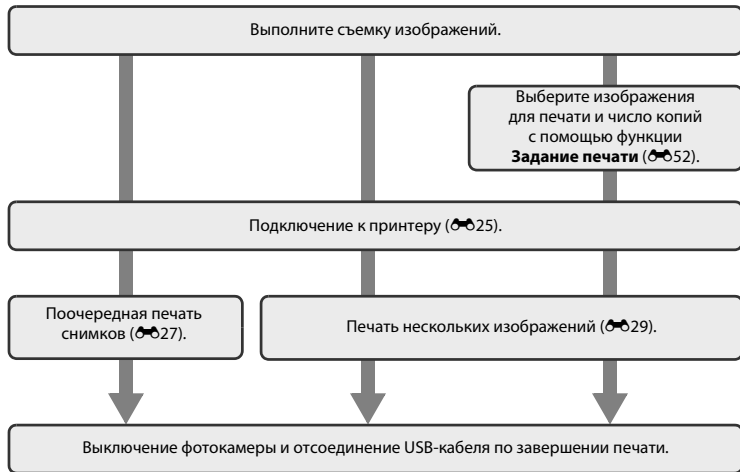 Выполните съемку изображений.
Выберите изображения
для печати и число копий
с помощью функции
Задание печати (52).
Подключение к принтеру (25).
Поочередная печать
снимков (27).
Печать нескольких изображений (29).
Выключение фотокамеры и отсоединение USB-кабеля по завершении печати.